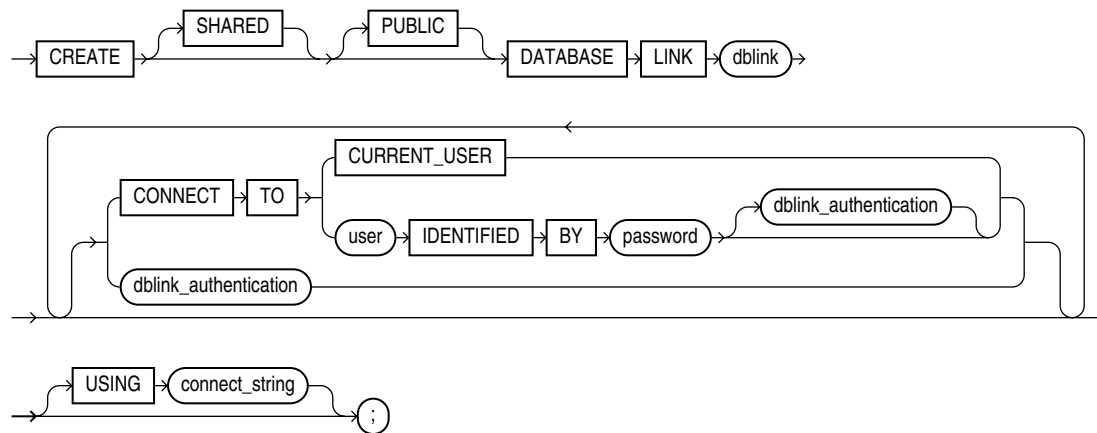 SHARED PUBLIC
CREATE DATABASE LINK dblink
CURRENT_USER
CONNECT TO dblink_authentication
user IDENTIFIED BY password
dblink_authentication
USING connect_string
;